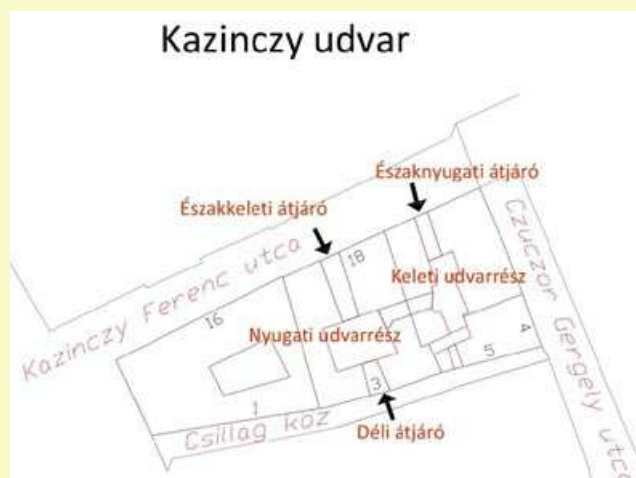 Kazinczy udvar
Északnyugati átjáró
Északkeleti átjáró
Kazinczy Ferenc utca
18
Keleti udvarrész
Czuczor Gergely utca
16
Nyugati udvarrész
4
5
3
1
Csillag koz
Déli átjáró